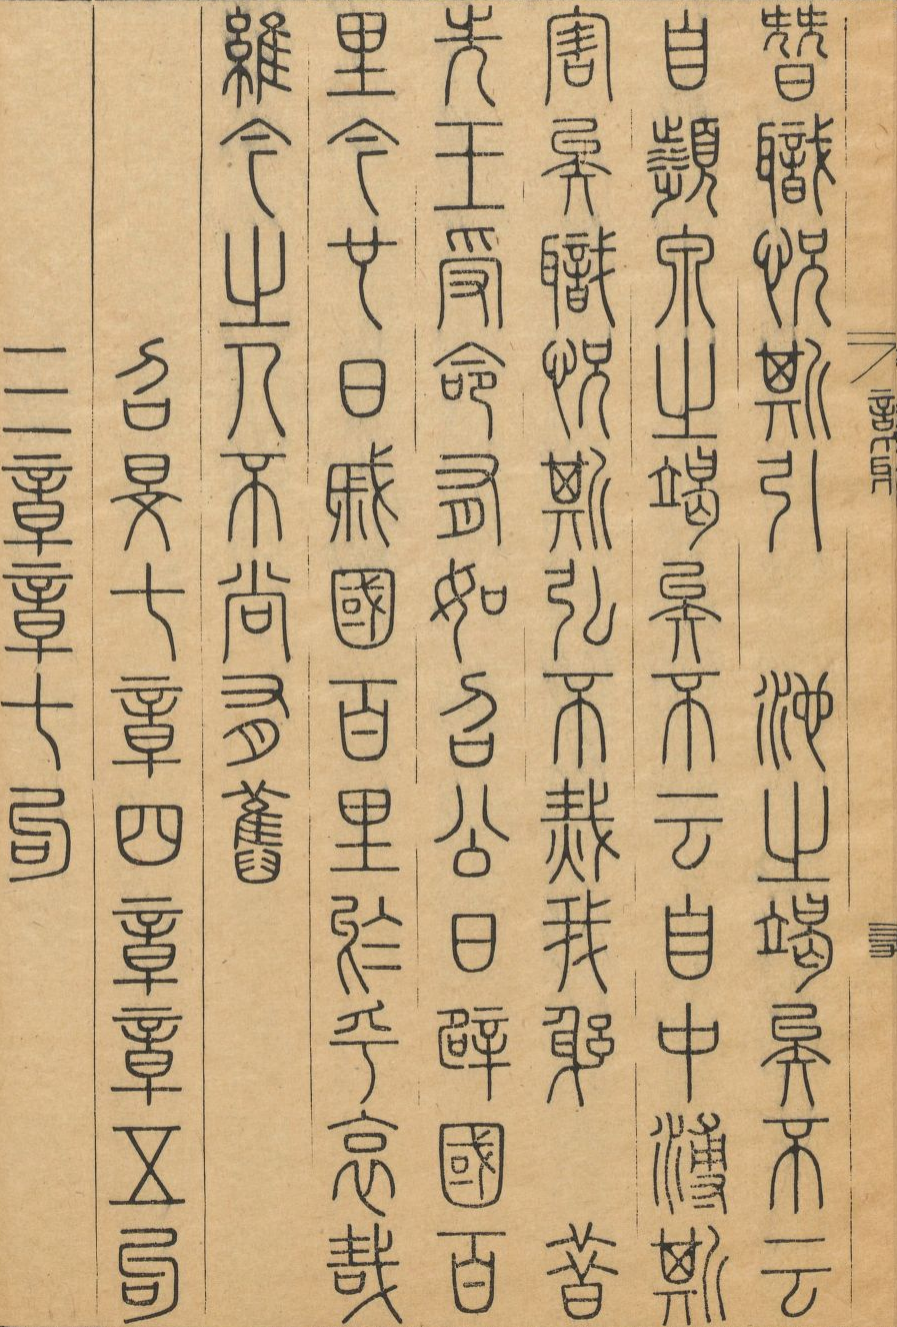 替職怳斯引　池之竭矣不云
自頻泉之竭矣不云自中溥斯
害矣職怳斯弘不烖我躬　昔
先王受命有如召公日辟國百
里今也日戚國百里於乎哀哉
維今之人不尚有舊
召旻七章四章章五句
三章章七句